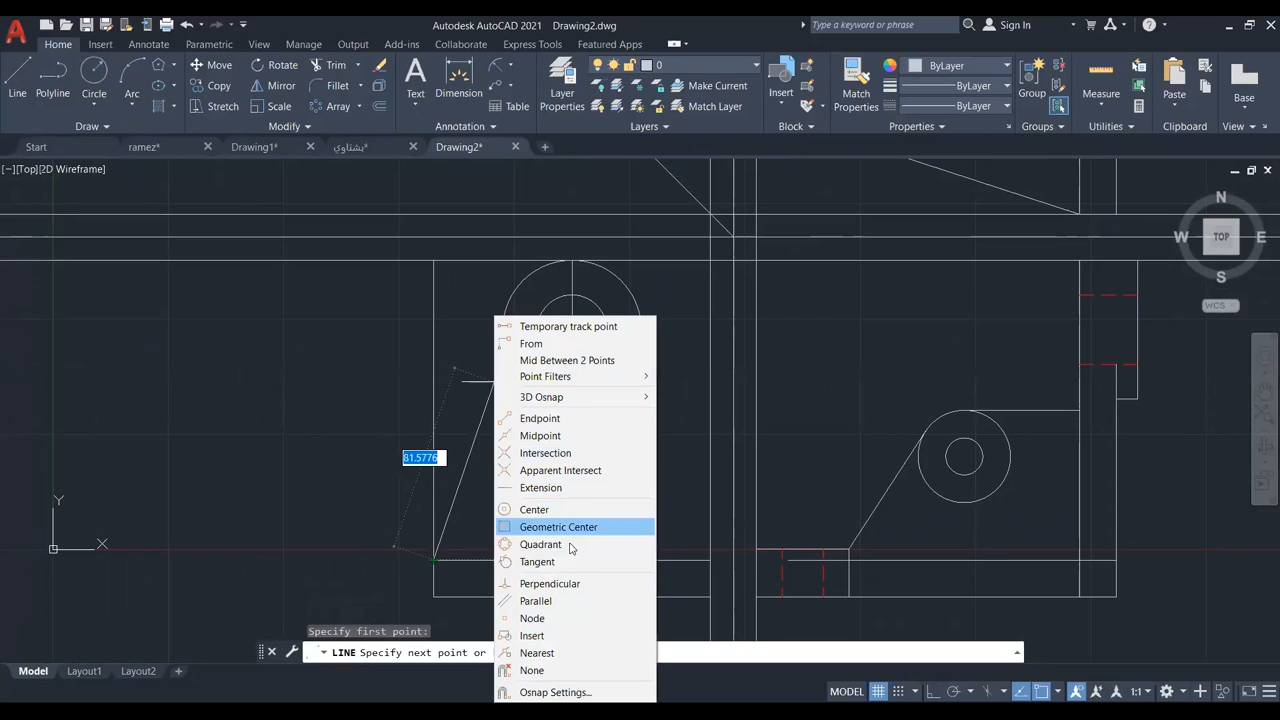 Autodesk AutoCAD 2021 Drawing2.dwg
Type a keyword or phrase
Sign In
Home Insert Annotate Parametric View Manage Output Add-ins Collaborate Express Tools Featured Apps
Move Rotate Trim
Copy Mirror Fillet
Stretch Scale Array
Line Polyline Circle Arc
Text Dimension Table
Layer
Properties
0
Make Current
Match Layer
Insert
Match
Properties
ByLayer
ByLayer
ByLayer
Group
Measure
Paste
Base
Draw Modify Annotation Layers Block Properties Groups Utilities Clipboard View
Start ramez* Drawing1* بشتاوي* Drawing2*
[–][Top][2D Wireframe]
N
W TOP E
S
WCS
Temporary track point
From
Mid Between 2 Points
Point Filters
3D Osnap
Endpoint
Midpoint
Intersection
Apparent Intersect
Extension
Center
Geometric Center
Quadrant
Tangent
Perpendicular
Parallel
Node
Insert
Nearest
None
Osnap Settings...
81.5776
Y
X
Specify first point:
LINE Specify next point or
Model Layout1 Layout2
MODEL 1:1